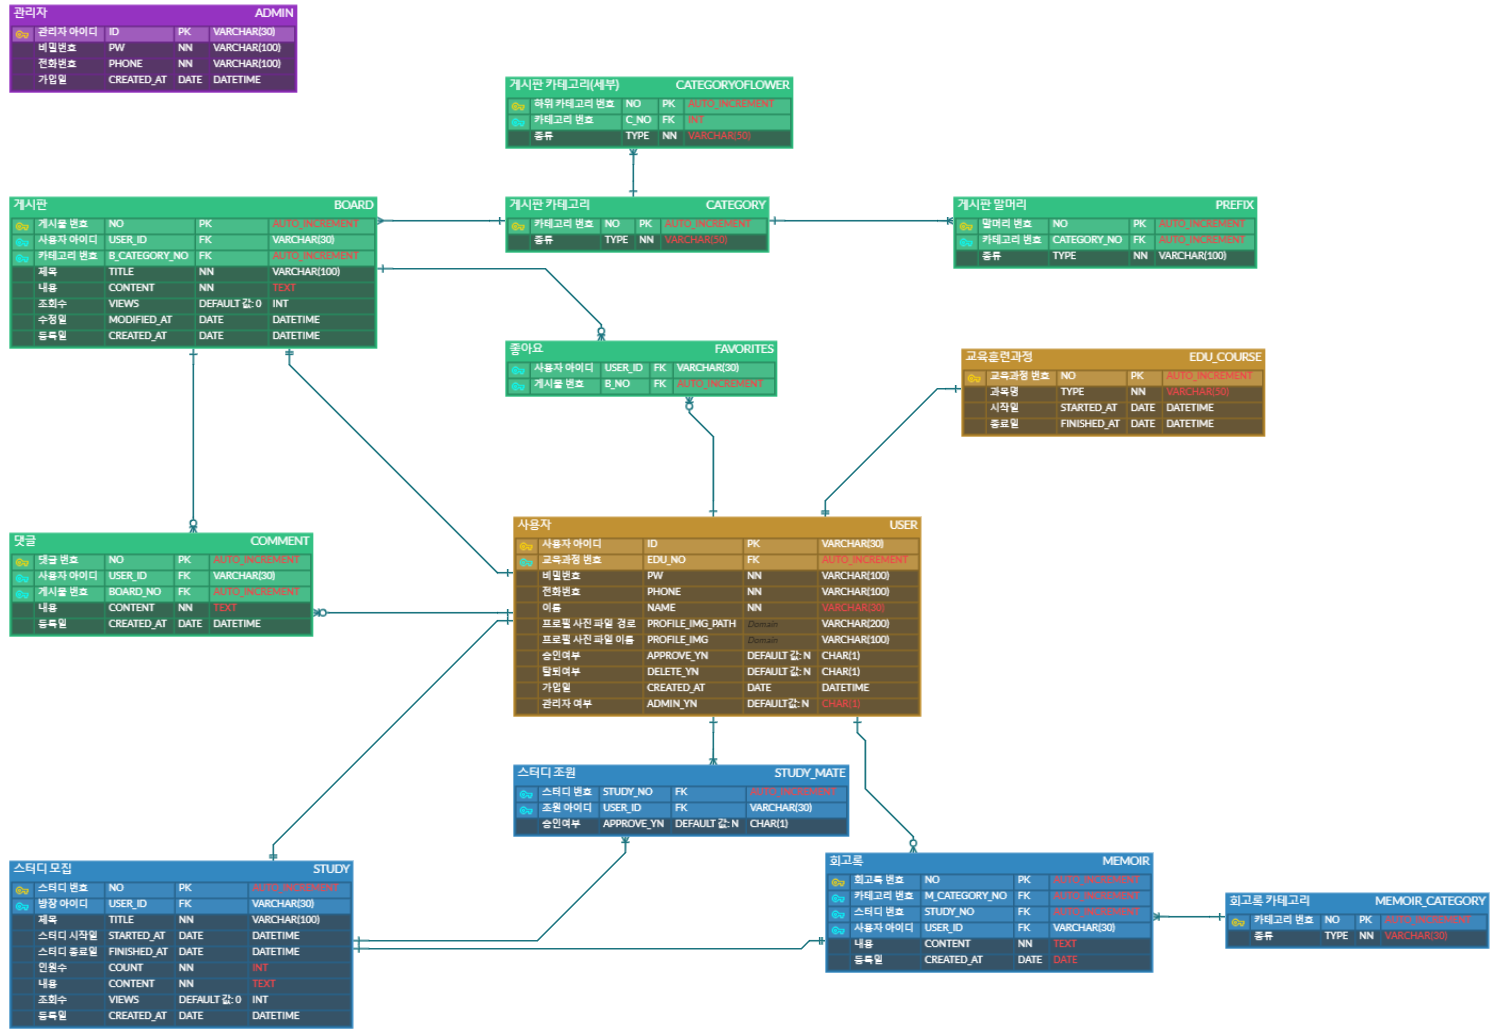 관리자 ADMIN
관리자 아이디 ID PK VARCHAR(30)
비밀번호 PW NN VARCHAR(100)
전화번호 PHONE NN VARCHAR(100)
가입일 CREATED_AT DATE DATETIME
게시판 카테고리(세부) CATEGORYOFLOWER
하위 카테고리 번호 NO PK AUTO_INCREMENT
카테고리 번호 C_NO FK INT
종류 TYPE NN VARCHAR(50)
게시판 BOARD
게시물 번호 NO PK AUTO_INCREMENT
사용자 아이디 USER_ID FK VARCHAR(30)
카테고리 번호 B_CATEGORY_NO FK AUTO_INCREMENT
제목 TITLE NN VARCHAR(100)
내용 CONTENT NN TEXT
조회수 VIEWS DEFAULT 값: 0 INT
수정일 MODIFIED_AT DATE DATETIME
등록일 CREATED_AT DATE DATETIME
게시판 카테고리 CATEGORY
카테고리 번호 NO PK AUTO_INCREMENT
종류 TYPE NN VARCHAR(50)
게시판 말머리 PREFIX
말머리 번호 NO PK AUTO_INCREMENT
카테고리 번호 CATEGORY_NO FK AUTO_INCREMENT
종류 TYPE NN VARCHAR(100)
좋아요 FAVORITES
사용자 아이디 USER_ID FK VARCHAR(30)
게시물 번호 B_NO FK AUTO_INCREMENT
교육훈련과정 EDU_COURSE
교육과정 번호 NO PK AUTO_INCREMENT
과목명 TYPE NN VARCHAR(50)
시작일 STARTED_AT DATE DATETIME
종료일 FINISHED_AT DATE DATETIME
댓글 COMMENT
댓글 번호 NO PK AUTO_INCREMENT
사용자 아이디 USER_ID FK VARCHAR(30)
게시물 번호 BOARD_NO FK AUTO_INCREMENT
내용 CONTENT NN TEXT
등록일 CREATED_AT DATE DATETIME
사용자 USER
사용자 아이디 ID PK VARCHAR(30)
교육과정 번호 EDU_NO FK AUTO_INCREMENT
비밀번호 PW NN VARCHAR(100)
전화번호 PHONE NN VARCHAR(100)
이름 NAME NN VARCHAR(30)
프로필 사진 파일 경로 PROFILE_IMG_PATH Domain VARCHAR(200)
프로필 사진 파일 이름 PROFILE_IMG Domain VARCHAR(100)
승인여부 APPROVE_YN DEFAULT 값: N CHAR(1)
탈퇴여부 DELETE_YN DEFAULT 값: N CHAR(1)
가입일 CREATED_AT DATE DATETIME
관리자 여부 ADMIN_YN DEFAULT값: N CHAR(1)
스터디 조원 STUDY_MATE
스터디 번호 STUDY_NO FK AUTO_INCREMENT
조원 아이디 USER_ID FK VARCHAR(30)
승인여부 APPROVE_YN DEFAULT 값: N CHAR(1)
스터디 모집 STUDY
스터디 번호 NO PK AUTO_INCREMENT
방장 아이디 USER_ID FK VARCHAR(30)
제목 TITLE NN VARCHAR(100)
스터디 시작일 STARTED_AT DATE DATETIME
스터디 종료일 FINISHED_AT DATE DATETIME
인원수 COUNT NN INT
내용 CONTENT NN TEXT
조회수 VIEWS DEFAULT 값: 0 INT
등록일 CREATED_AT DATE DATETIME
회고록 MEMOIR
회고록 번호 NO PK AUTO_INCREMENT
카테고리 번호 M_CATEGORY_NO FK AUTO_INCREMENT
스터디 번호 STUDY_NO FK AUTO_INCREMENT
사용자 아이디 USER_ID FK VARCHAR(30)
내용 CONTENT NN TEXT
등록일 CREATED_AT DATE DATE
회고록 카테고리 MEMOIR_CATEGORY
카테고리 번호 NO PK AUTO_INCREMENT
종류 TYPE NN VARCHAR(30)